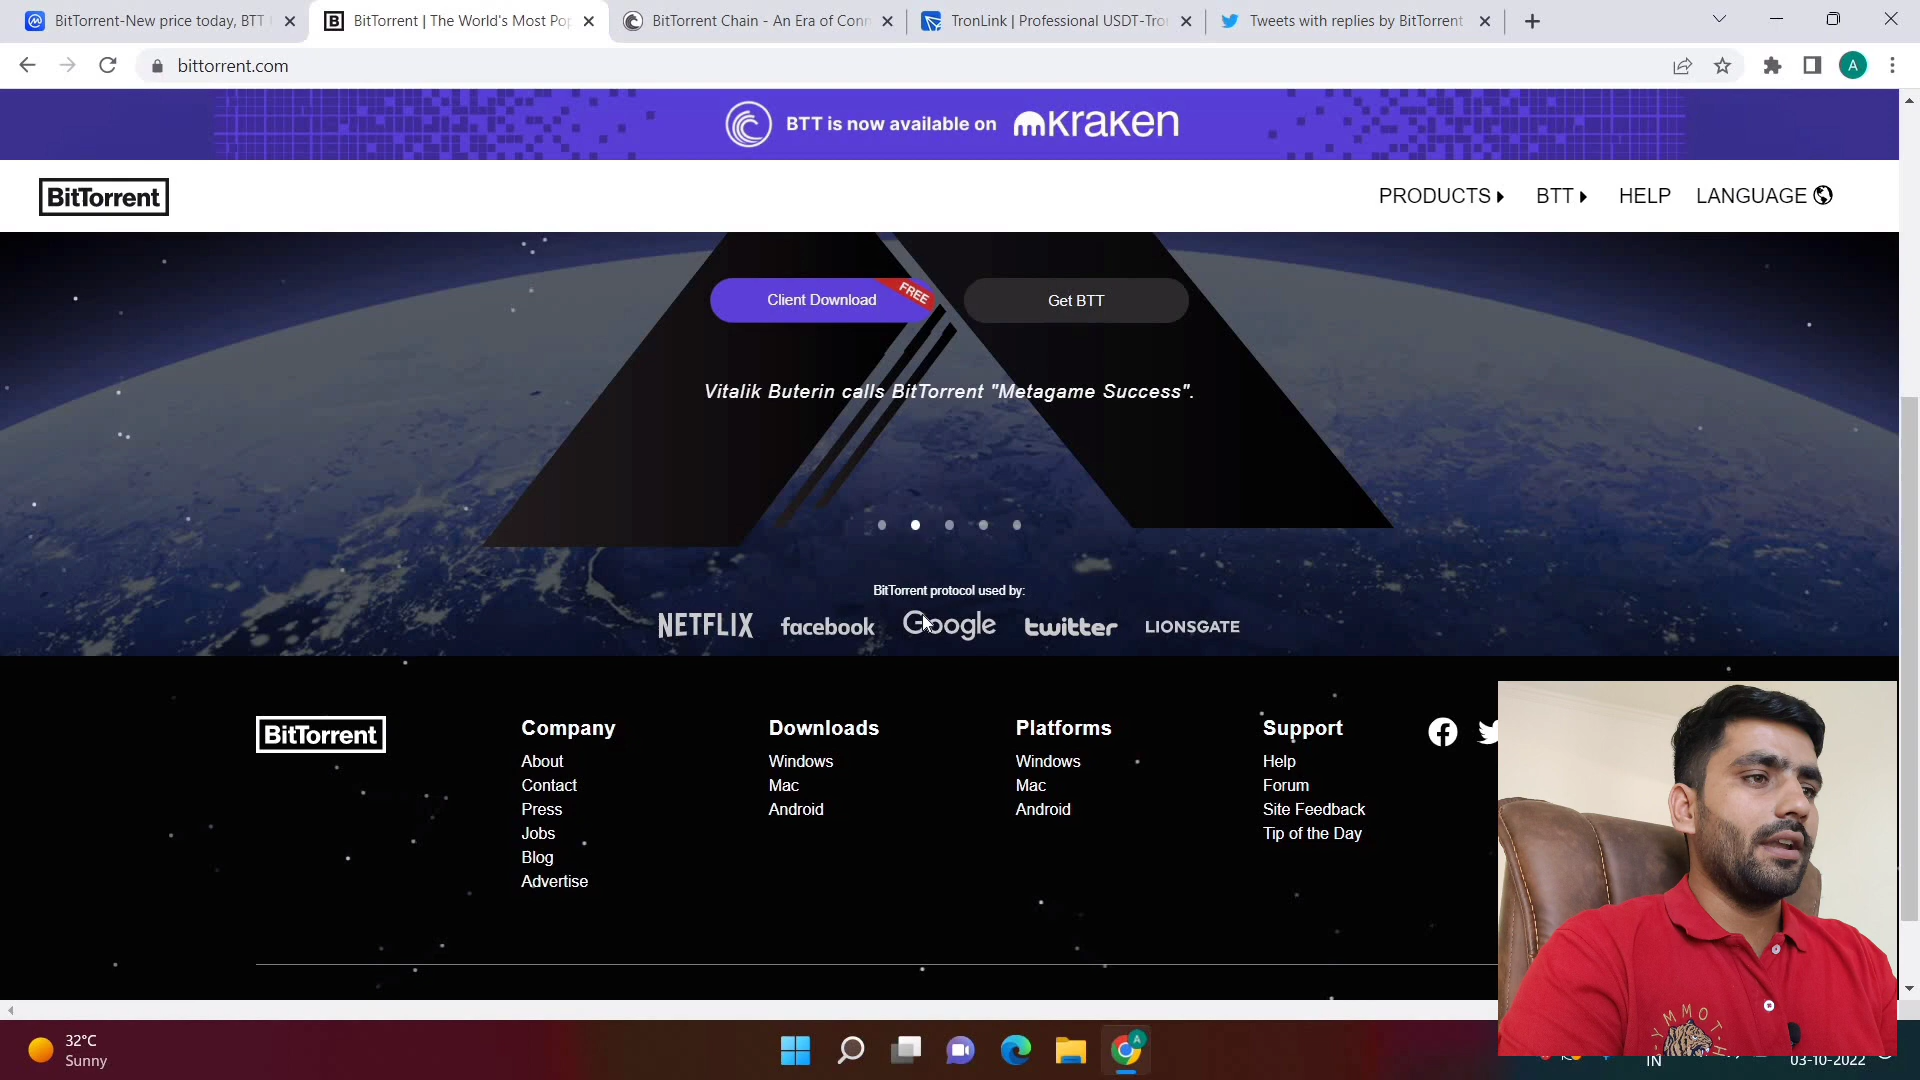 BitTorrent-New price today, BTT
BitTorrent | The World's Most Po
BitTorrent Chain - An Era of Conn
TronLink | Professional USDT-Tro
Tweets with replies by BitTorrent
bittorrent.com
A
BTT is now available on kraken
BitTorrent
PRODUCTS
BTT
HELP
LANGUAGE
Client Download
FREE
Get BTT
Vitalik Buterin calls BitTorrent "Metagame Success".
BitTorrent protocol used by:
NETFLIX facebook Google twitter LIONSGATE
BitTorrent
Company
About
Contact
Press
Jobs
Blog
Advertise
Downloads
Windows
Mac
Android
Platforms
Windows
Mac
Android
Support
Help
Forum
Site Feedback
Tip of the Day
32°C
Sunny
A
IN
03-10-2022